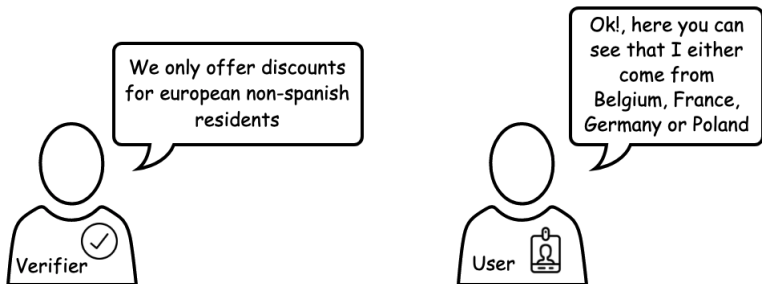 We only offer discounts
for european non-spanish
residents
Verifier
Ok!, here you can
see that I either
come from
Belgium, France,
Germany or Poland
User